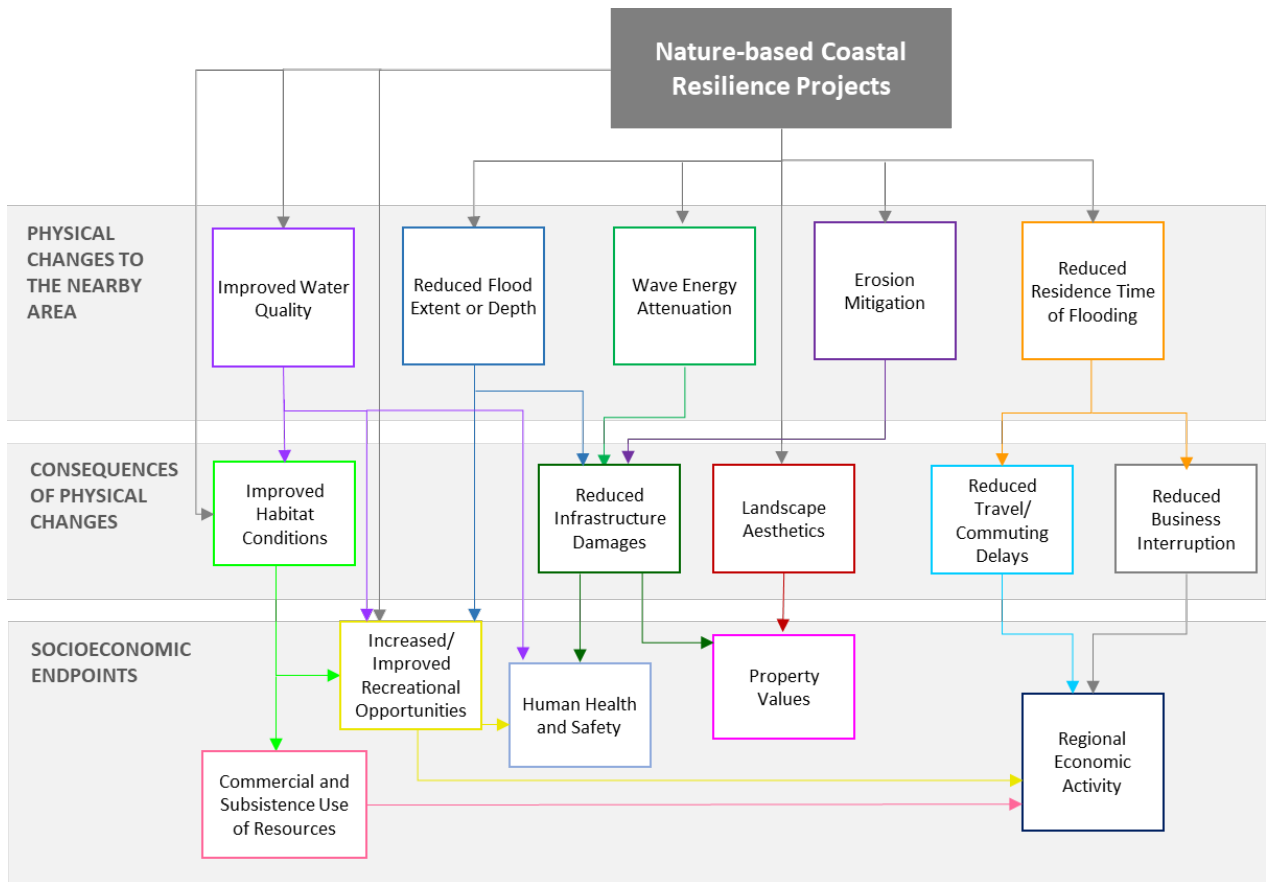 Nature-based Coastal
Resilience Projects
PHYSICAL
CHANGES TO
THE NEARBY
AREA
Improved Water
Quality
Reduced Flood
Extent or Depth
Wave Energy
Attenuation
Erosion
Mitigation
Reduced
Residence Time
of Flooding
CONSEQUENCES
OF PHYSICAL
CHANGES
Improved
Habitat
Conditions
Reduced
Infrastructure
Damages
Landscape
Aesthetics
Reduced
Travel/
Commuting
Delays
Reduced
Business
Interruption
SOCIOECONOMIC
ENDPOINTS
Increased/
Improved
Recreational
Opportunities
Human Health
and Safety
Property
Values
Regional
Economic
Activity
Commercial and
Subsistence Use
of Resources